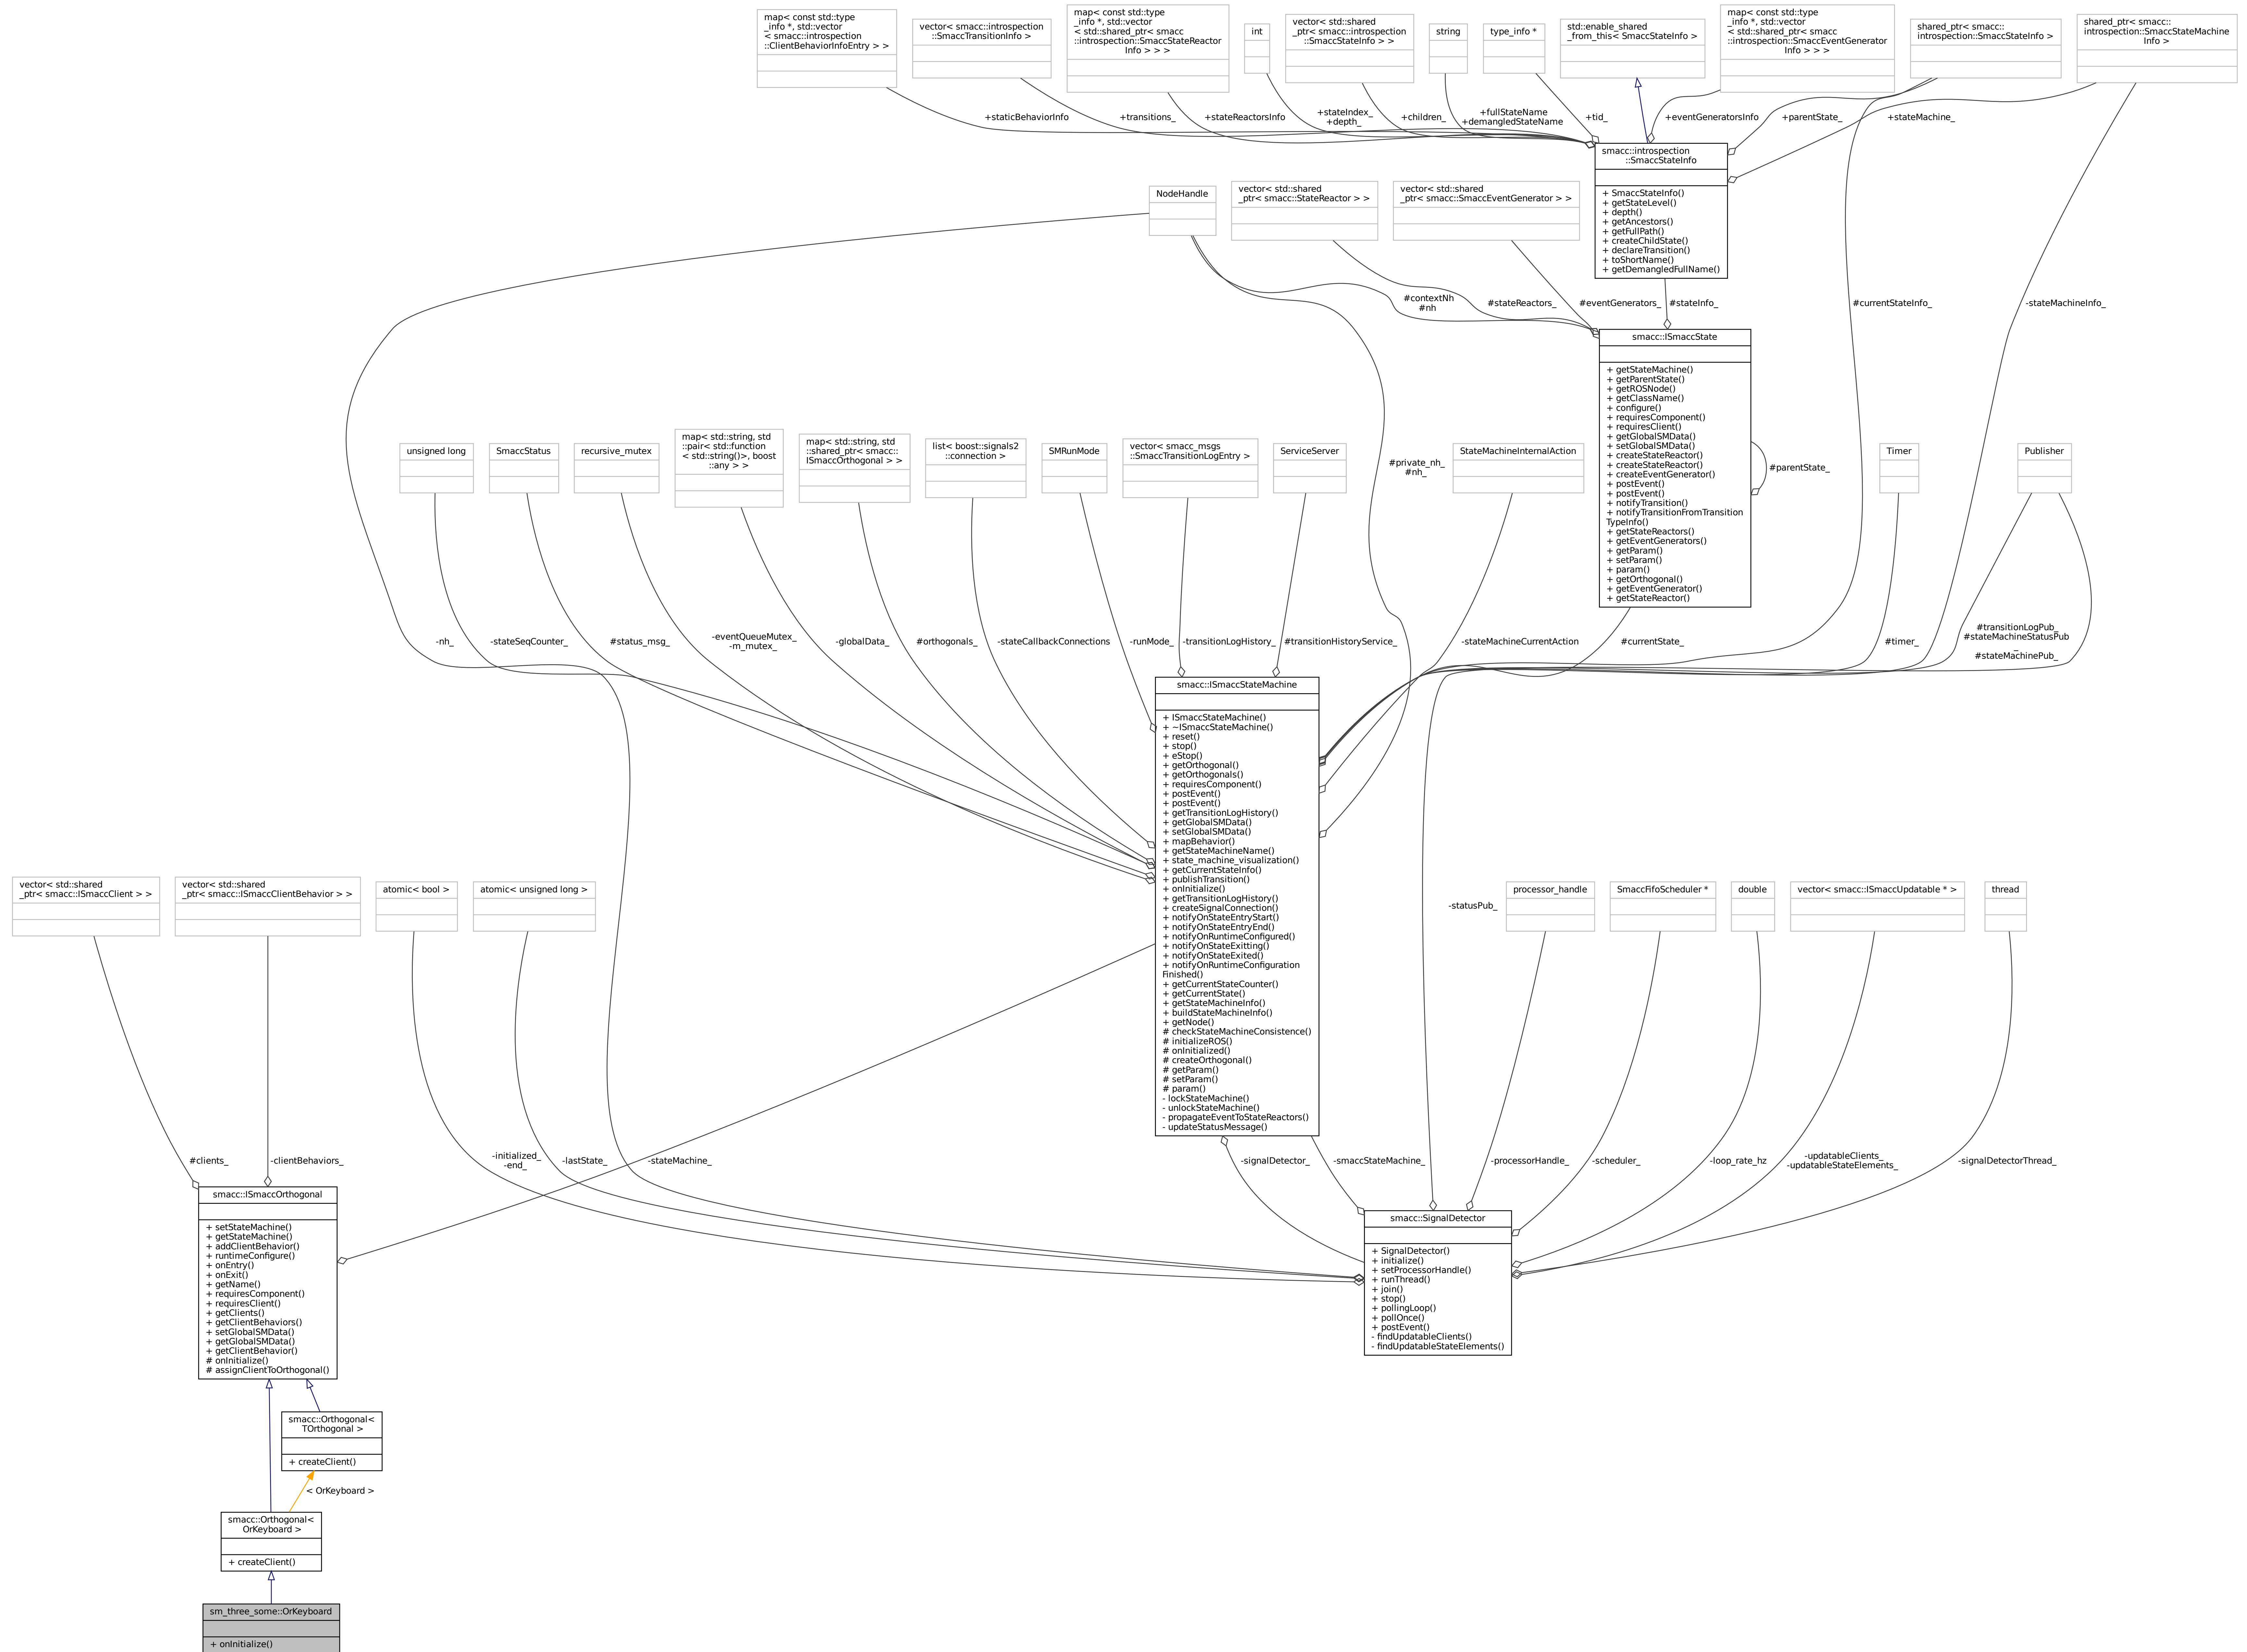 map< const std::type
_info *, std::vector
< smacc::introspection
::ClientBehaviorInfoEntry > >
vector< smacc::introspection
::SmaccTransitionInfo >
map< const std::type
_info *, std::vector
< std::shared_ptr< smacc
::introspection::SmaccStateReactor
Info > > >
int
vector< std::shared
_ptr< smacc::introspection
::SmaccStateInfo > >
string
type_info *
std::enable_shared
_from_this< SmaccStateInfo >
map< const std::type
_info *, std::vector
< std::shared_ptr< smacc
::introspection::SmaccEventGenerator
Info > > >
shared_ptr< smacc::
introspection::SmaccStateInfo >
shared_ptr< smacc::
introspection::SmaccStateMachine
Info >
+staticBehaviorInfo
+transitions_
+stateReactorsInfo
+stateIndex_
+depth_
+children_
+fullStateName
+demangledStateName
+tid_
+eventGeneratorsInfo
+parentState_
+stateMachine_
smacc::introspection
::SmaccStateInfo
+ SmaccStateInfo()
+ getStateLevel()
+ depth()
+ getAncestors()
+ getFullPath()
+ createChildState()
+ declareTransition()
+ toShortName()
+ getDemangledFullName()
NodeHandle
vector< std::shared
_ptr< smacc::StateReactor > >
vector< std::shared
_ptr< smacc::SmaccEventGenerator > >
#contextNh
#nh
#stateReactors_
#eventGenerators_
#stateInfo_
#currentStateInfo_
-stateMachineInfo_
smacc::ISmaccState
+ getStateMachine()
+ getParentState()
+ getROSNode()
+ getClassName()
+ configure()
+ requiresComponent()
+ requiresClient()
+ getGlobalSMData()
+ setGlobalSMData()
+ createStateReactor()
+ createStateReactor()
+ createEventGenerator()
+ postEvent()
+ postEvent()
+ notifyTransition()
+ notifyTransitionFromTransition
TypeInfo()
+ getStateReactors()
+ getEventGenerators()
+ getParam()
+ setParam()
+ param()
+ getOrthogonal()
+ getEventGenerator()
+ getStateReactor()
#parentState_
unsigned long
SmaccStatus
recursive_mutex
map< std::string, std
::pair< std::function
< std::string()>, boost
::any > >
map< std::string, std
::shared_ptr< smacc::
ISmaccOrthogonal > >
list< boost::signals2
::connection >
SMRunMode
vector< smacc_msgs
::SmaccTransitionLogEntry >
ServiceServer
#private_nh_
#nh_
StateMachineInternalAction
Timer
Publisher
-nh_
-stateSeqCounter_
#status_msg_
-eventQueueMutex_
-m_mutex_
-globalData_
#orthogonals_
-stateCallbackConnections
-runMode_
-transitionLogHistory_
#transitionHistoryService_
-stateMachineCurrentAction
#currentState_
#timer_
#transitionLogPub_
#stateMachineStatusPub
_
#stateMachinePub_
smacc::ISmaccStateMachine
+ ISmaccStateMachine()
+ ~ISmaccStateMachine()
+ reset()
+ stop()
+ eStop()
+ getOrthogonal()
+ getOrthogonals()
+ requiresComponent()
+ postEvent()
+ postEvent()
+ getTransitionLogHistory()
+ getGlobalSMData()
+ setGlobalSMData()
+ mapBehavior()
+ getStateMachineName()
+ state_machine_visualization()
+ getCurrentStateInfo()
+ publishTransition()
+ onInitialize()
+ getTransitionLogHistory()
+ createSignalConnection()
+ notifyOnStateEntryStart()
+ notifyOnStateEntryEnd()
+ notifyOnRuntimeConfigured()
+ notifyOnStateExitting()
+ notifyOnStateExited()
+ notifyOnRuntimeConfiguration
Finished()
+ getCurrentStateCounter()
+ getCurrentState()
+ getStateMachineInfo()
+ buildStateMachineInfo()
+ getNode()
# checkStateMachineConsistence()
# initializeROS()
# onInitialized()
# createOrthogonal()
# getParam()
# setParam()
# param()
- lockStateMachine()
- unlockStateMachine()
- propagateEventToStateReactors()
- updateStatusMessage()
vector< std::shared
_ptr< smacc::ISmaccClient > >
vector< std::shared
_ptr< smacc::ISmaccClientBehavior > >
atomic< bool >
atomic< unsigned long >
-statusPub_
processor_handle
SmaccFifoScheduler *
double
vector< smacc::ISmaccUpdatable * >
thread
#clients_
-clientBehaviors_
-initialized_
-end_
-lastState_
-stateMachine_
-signalDetector_
-smaccStateMachine_
-processorHandle_
-scheduler_
-loop_rate_hz
-updatableClients_
-updatableStateElements_
-signalDetectorThread_
smacc::ISmaccOrthogonal
+ setStateMachine()
+ getStateMachine()
+ addClientBehavior()
+ runtimeConfigure()
+ onEntry()
+ onExit()
+ getName()
+ requiresComponent()
+ requiresClient()
+ getClients()
+ getClientBehaviors()
+ setGlobalSMData()
+ getGlobalSMData()
+ getClientBehavior()
# onInitialize()
# assignClientToOrthogonal()
smacc::SignalDetector
+ SignalDetector()
+ initialize()
+ setProcessorHandle()
+ runThread()
+ join()
+ stop()
+ pollingLoop()
+ pollOnce()
+ postEvent()
- findUpdatableClients()
- findUpdatableStateElements()
smacc::Orthogonal<
TOrthogonal >
+ createClient()
< OrKeyboard >
smacc::Orthogonal<
OrKeyboard >
+ createClient()
sm_three_some::OrKeyboard
+ onInitialize()